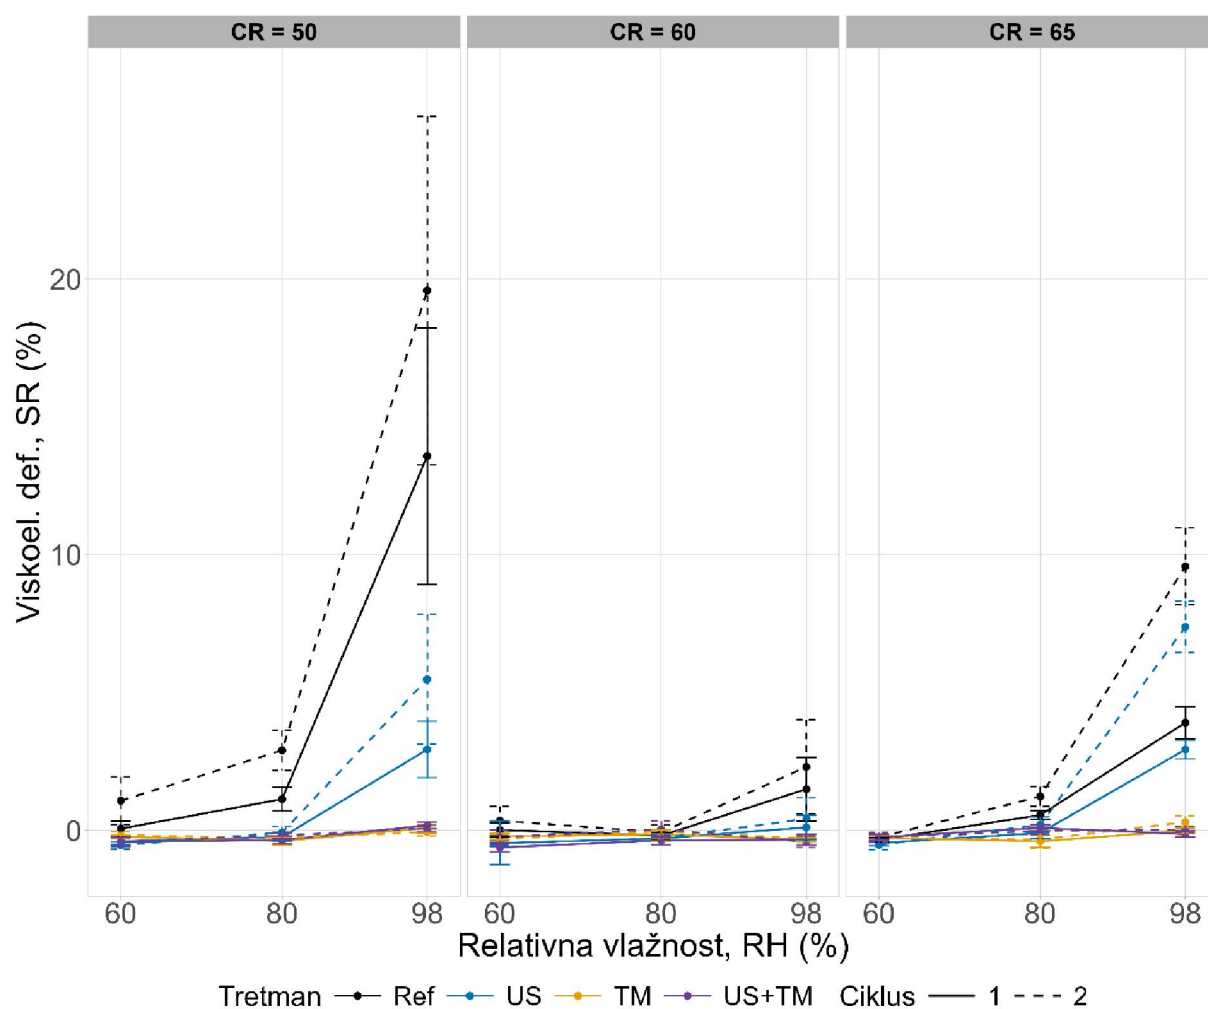 CR = 50 CR = 60 CR = 65
Viskoel. def., SR (%)
20
10
0
60 80 98 60 80 98 60 80 98
Relativna vlažnost, RH (%)
Tretman Ref US TM US+TM Ciklus 1 2